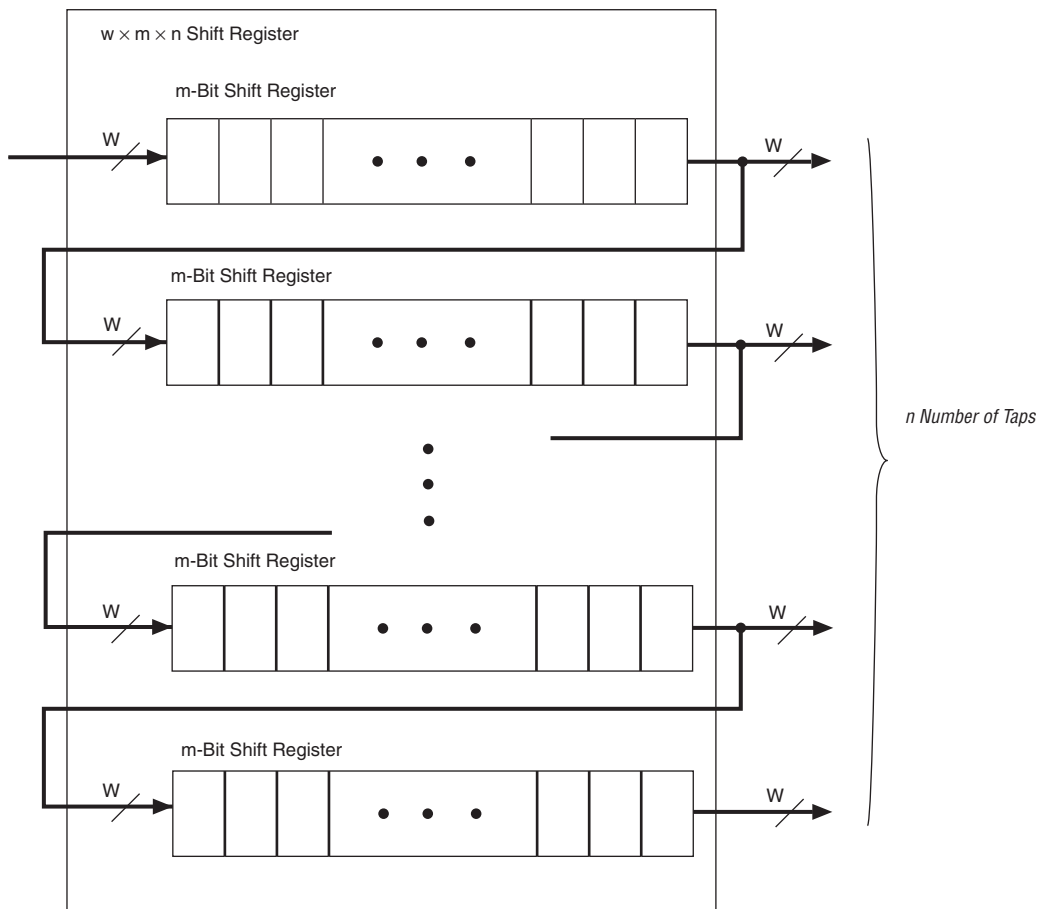 w × m × n Shift Register
m-Bit Shift Register
W
W
m-Bit Shift Register
W
W
n Number of Taps
m-Bit Shift Register
W
W
m-Bit Shift Register
W
W